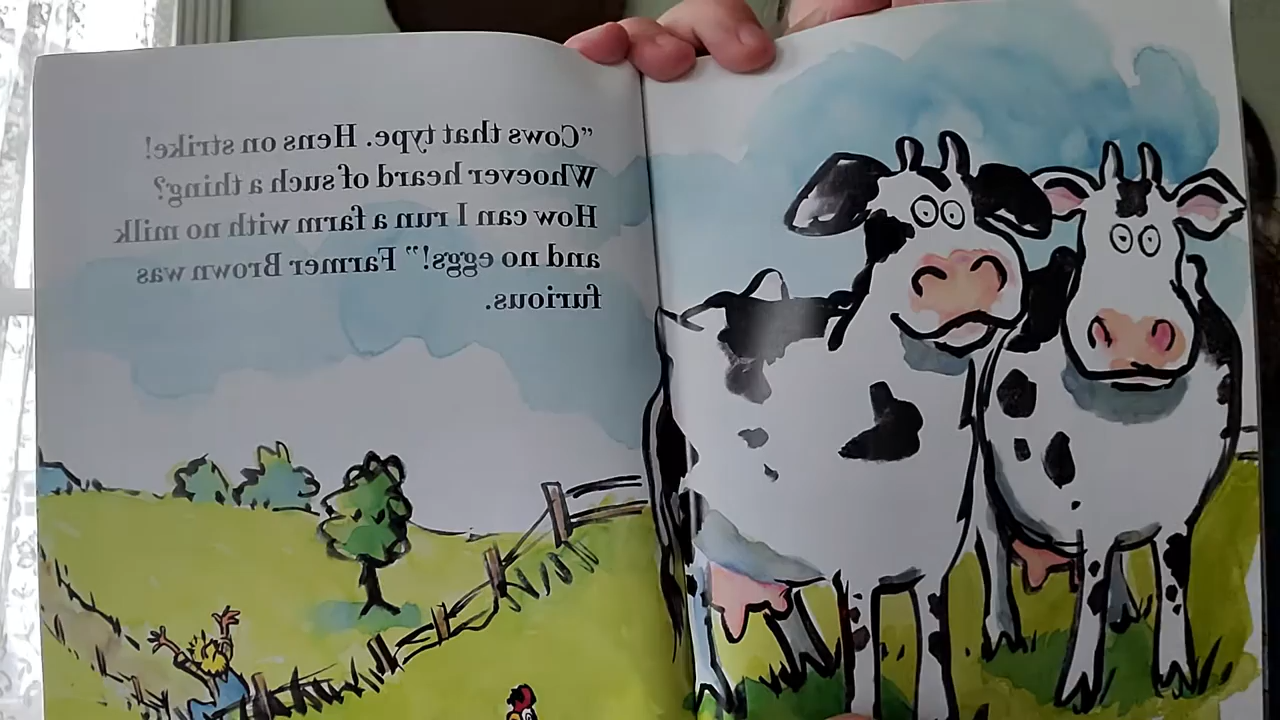 "Cows that type. Hens on strike!
Whoever heard of such a thing?
How can I run a farm with no milk
and no eggs!" Farmer Brown was
furious.